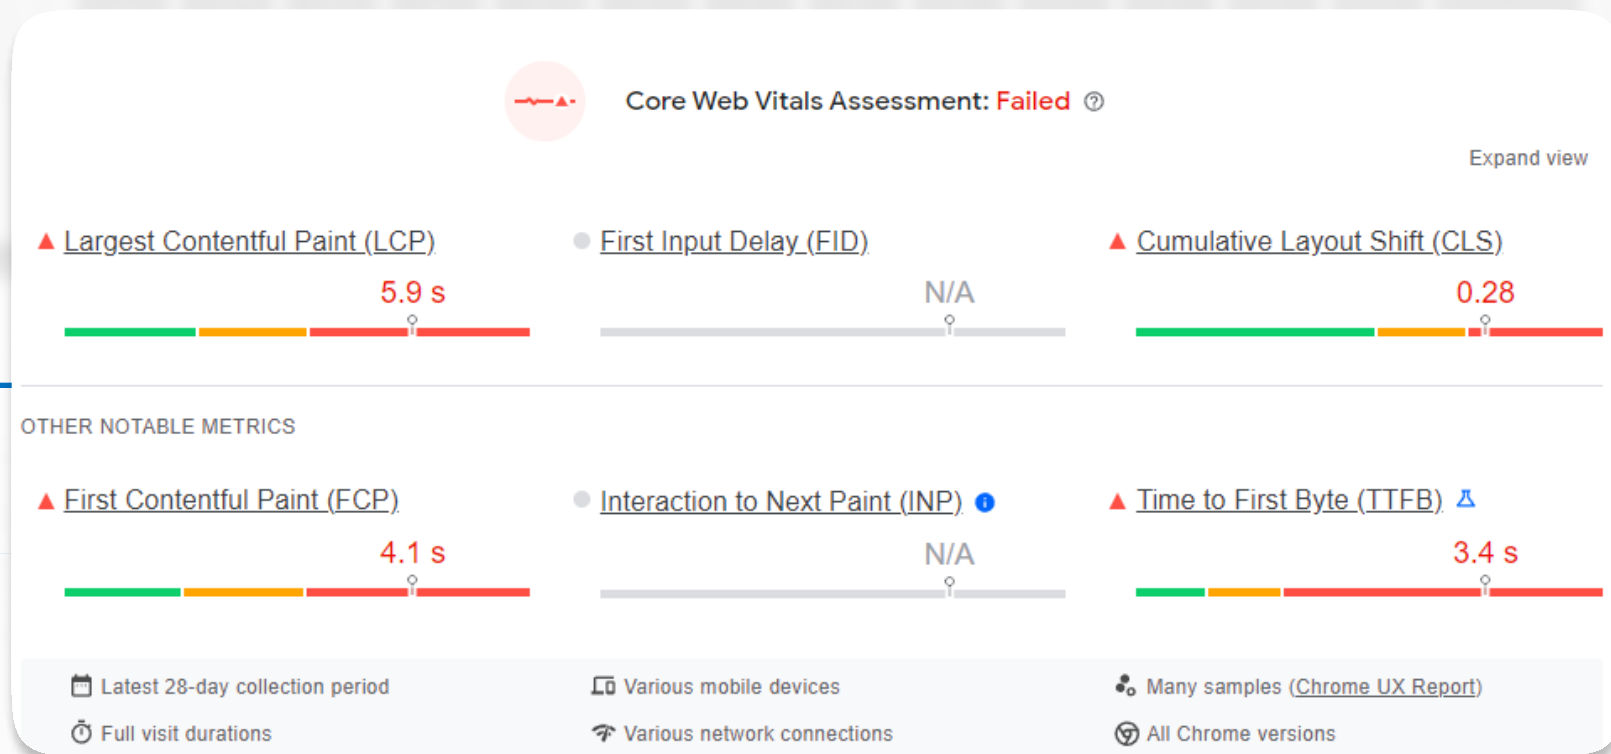 Core Web Vitals Assessment: Failed
Expand view
Largest Contentful Paint (LCP)
5.9 s
First Input Delay (FID)
N/A
Cumulative Layout Shift (CLS)
0.28
OTHER NOTABLE METRICS
First Contentful Paint (FCP)
4.1 s
Interaction to Next Paint (INP)
N/A
Time to First Byte (TTFB)
3.4 s
Latest 28-day collection period
Various mobile devices
Many samples (Chrome UX Report)
Full visit durations
Various network connections
All Chrome versions